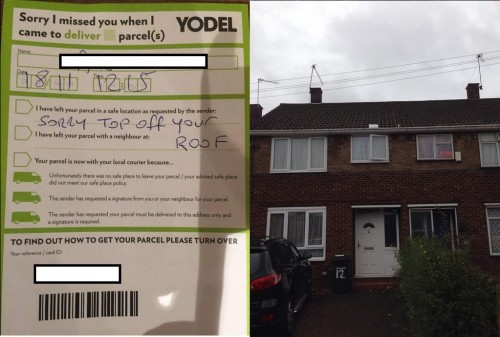 Sorry I missed you when I
came to deliver parcel(s)
YODEL
Name:
18/11 12:15
I have left your parcel in a safe location as requested by the sender:
SORRY TOP OFF YOUR
I have left your parcel with a neighbour at:
ROOF
Your parcel is now with your local courier because...
Unfortunately there was no safe place to leave your parcel / your advised safe place
did not meet our safe place policy.
The sender has requested a signature from you or your neighbour for your parcel.
The sender has requested your parcel must be delivered to this address only and
a signature is required.
TO FIND OUT HOW TO GET YOUR PARCEL PLEASE TURN OVER
Your reference / card ID:
12